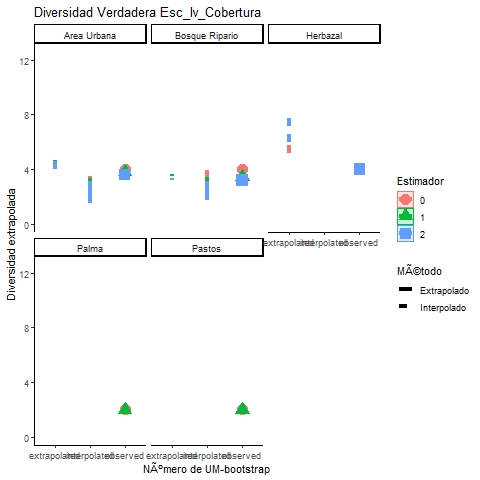 Diversidad Verdadera Esc_lv_Cobertura
Area Urbana
Bosque Ripario
Herbazal
12
8
4
0
Diversidad extrapolada
Estimador
0
1
2
MÃ©todo
Extrapolado
Interpolado
extrapolated interpolated observed
Palma
Pastos
12
8
4
0
extrapolated interpolated observed
extrapolated interpolated observed
NÃºmero de UM-bootstrap